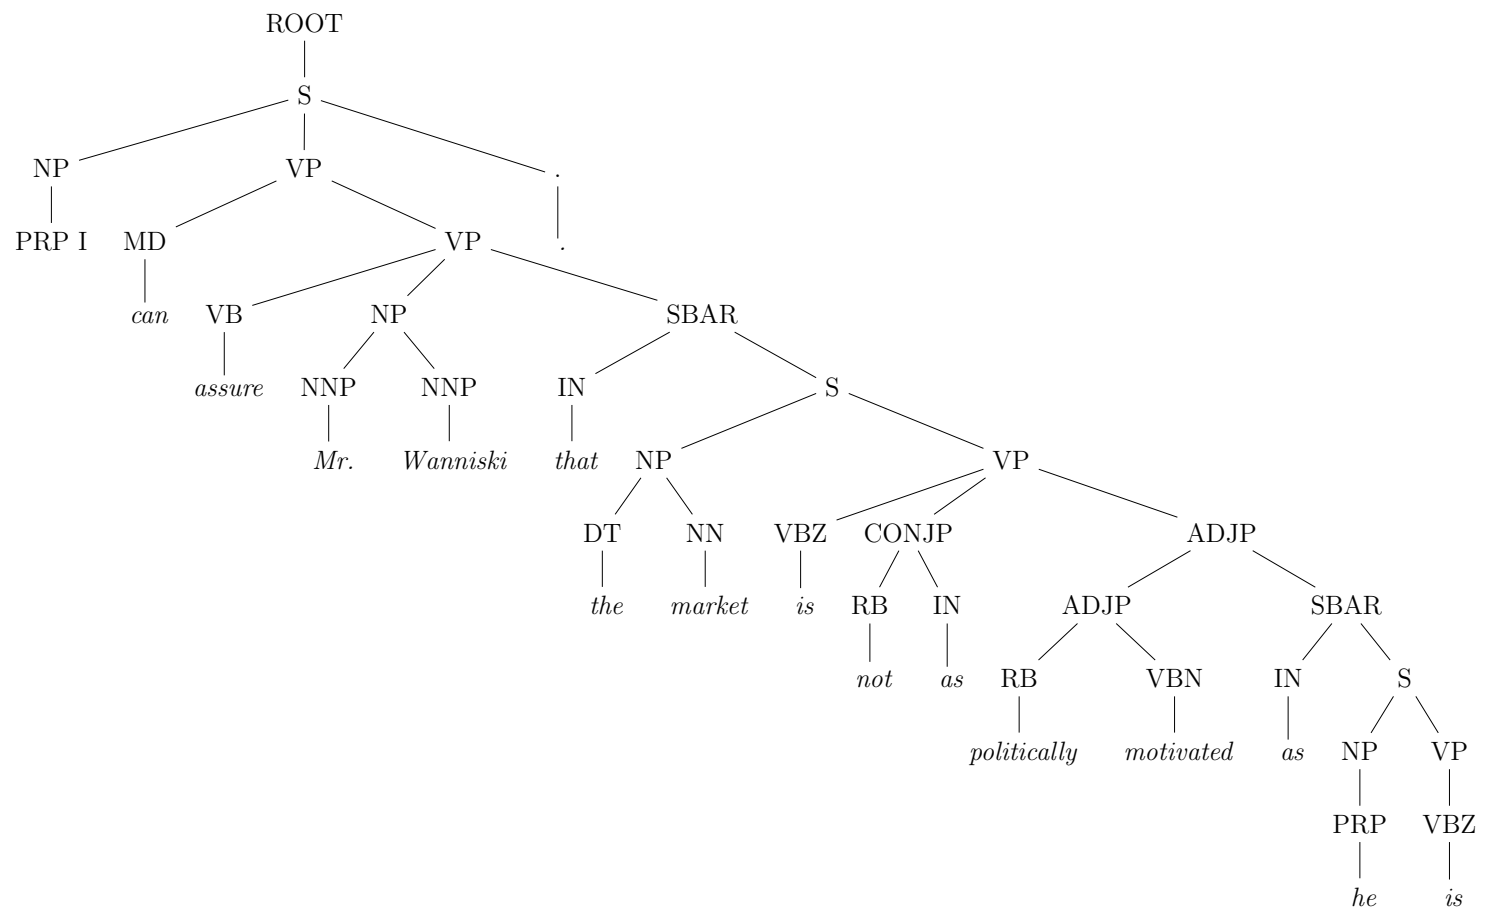 ROOT
S
NP VP .
PRP I MD VP .
can VB NP SBAR
assure NNP NNP IN S
Mr. Wanniski that NP VP
DT NN VBZ CONJP ADJP
the market is RB IN ADJP SBAR
not as RB VBN IN S
politically motivated as NP VP
PRP VBZ
he is